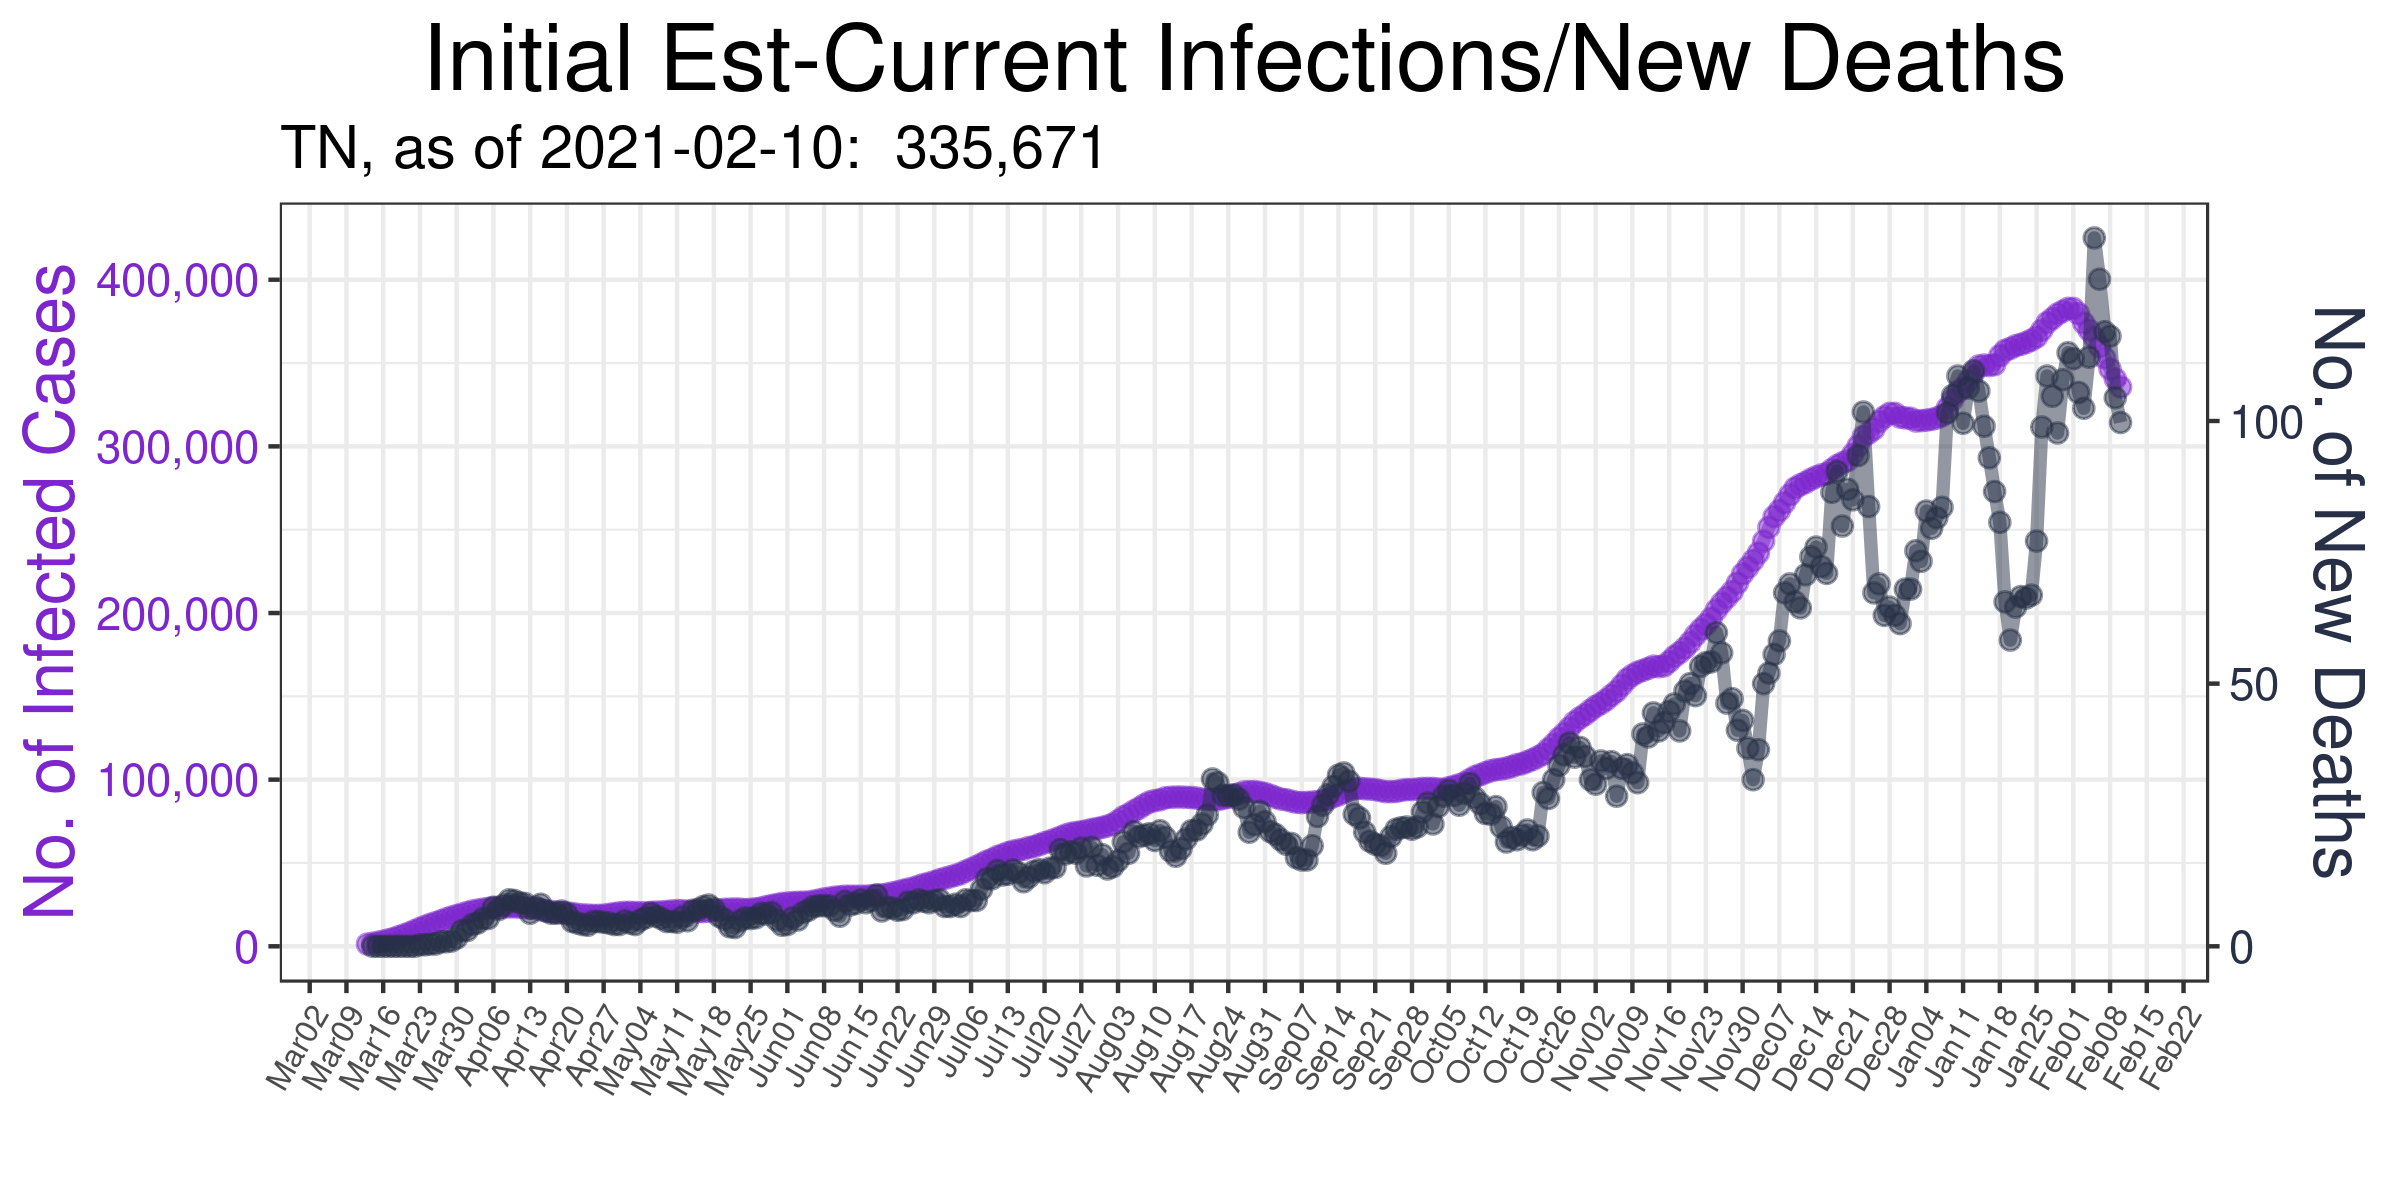 Initial Est-Current Infections/New Deaths
TN, as of 2021-02-10:  335,671
No. of Infected Cases
400,000
300,000
200,000
100,000
0
100
50
0
No. of New Deaths
Mar02
Mar09
Mar16
Mar23
Mar30
Apr06
Apr13
Apr20
Apr27
May04
May11
May18
May25
Jun01
Jun08
Jun15
Jun22
Jun29
Jul06
Jul13
Jul20
Jul27
Aug03
Aug10
Aug17
Aug24
Aug31
Sep07
Sep14
Sep21
Sep28
Oct05
Oct12
Oct19
Oct26
Nov02
Nov09
Nov16
Nov23
Nov30
Dec07
Dec14
Dec21
Dec28
Jan04
Jan11
Jan18
Jan25
Feb01
Feb08
Feb15
Feb22